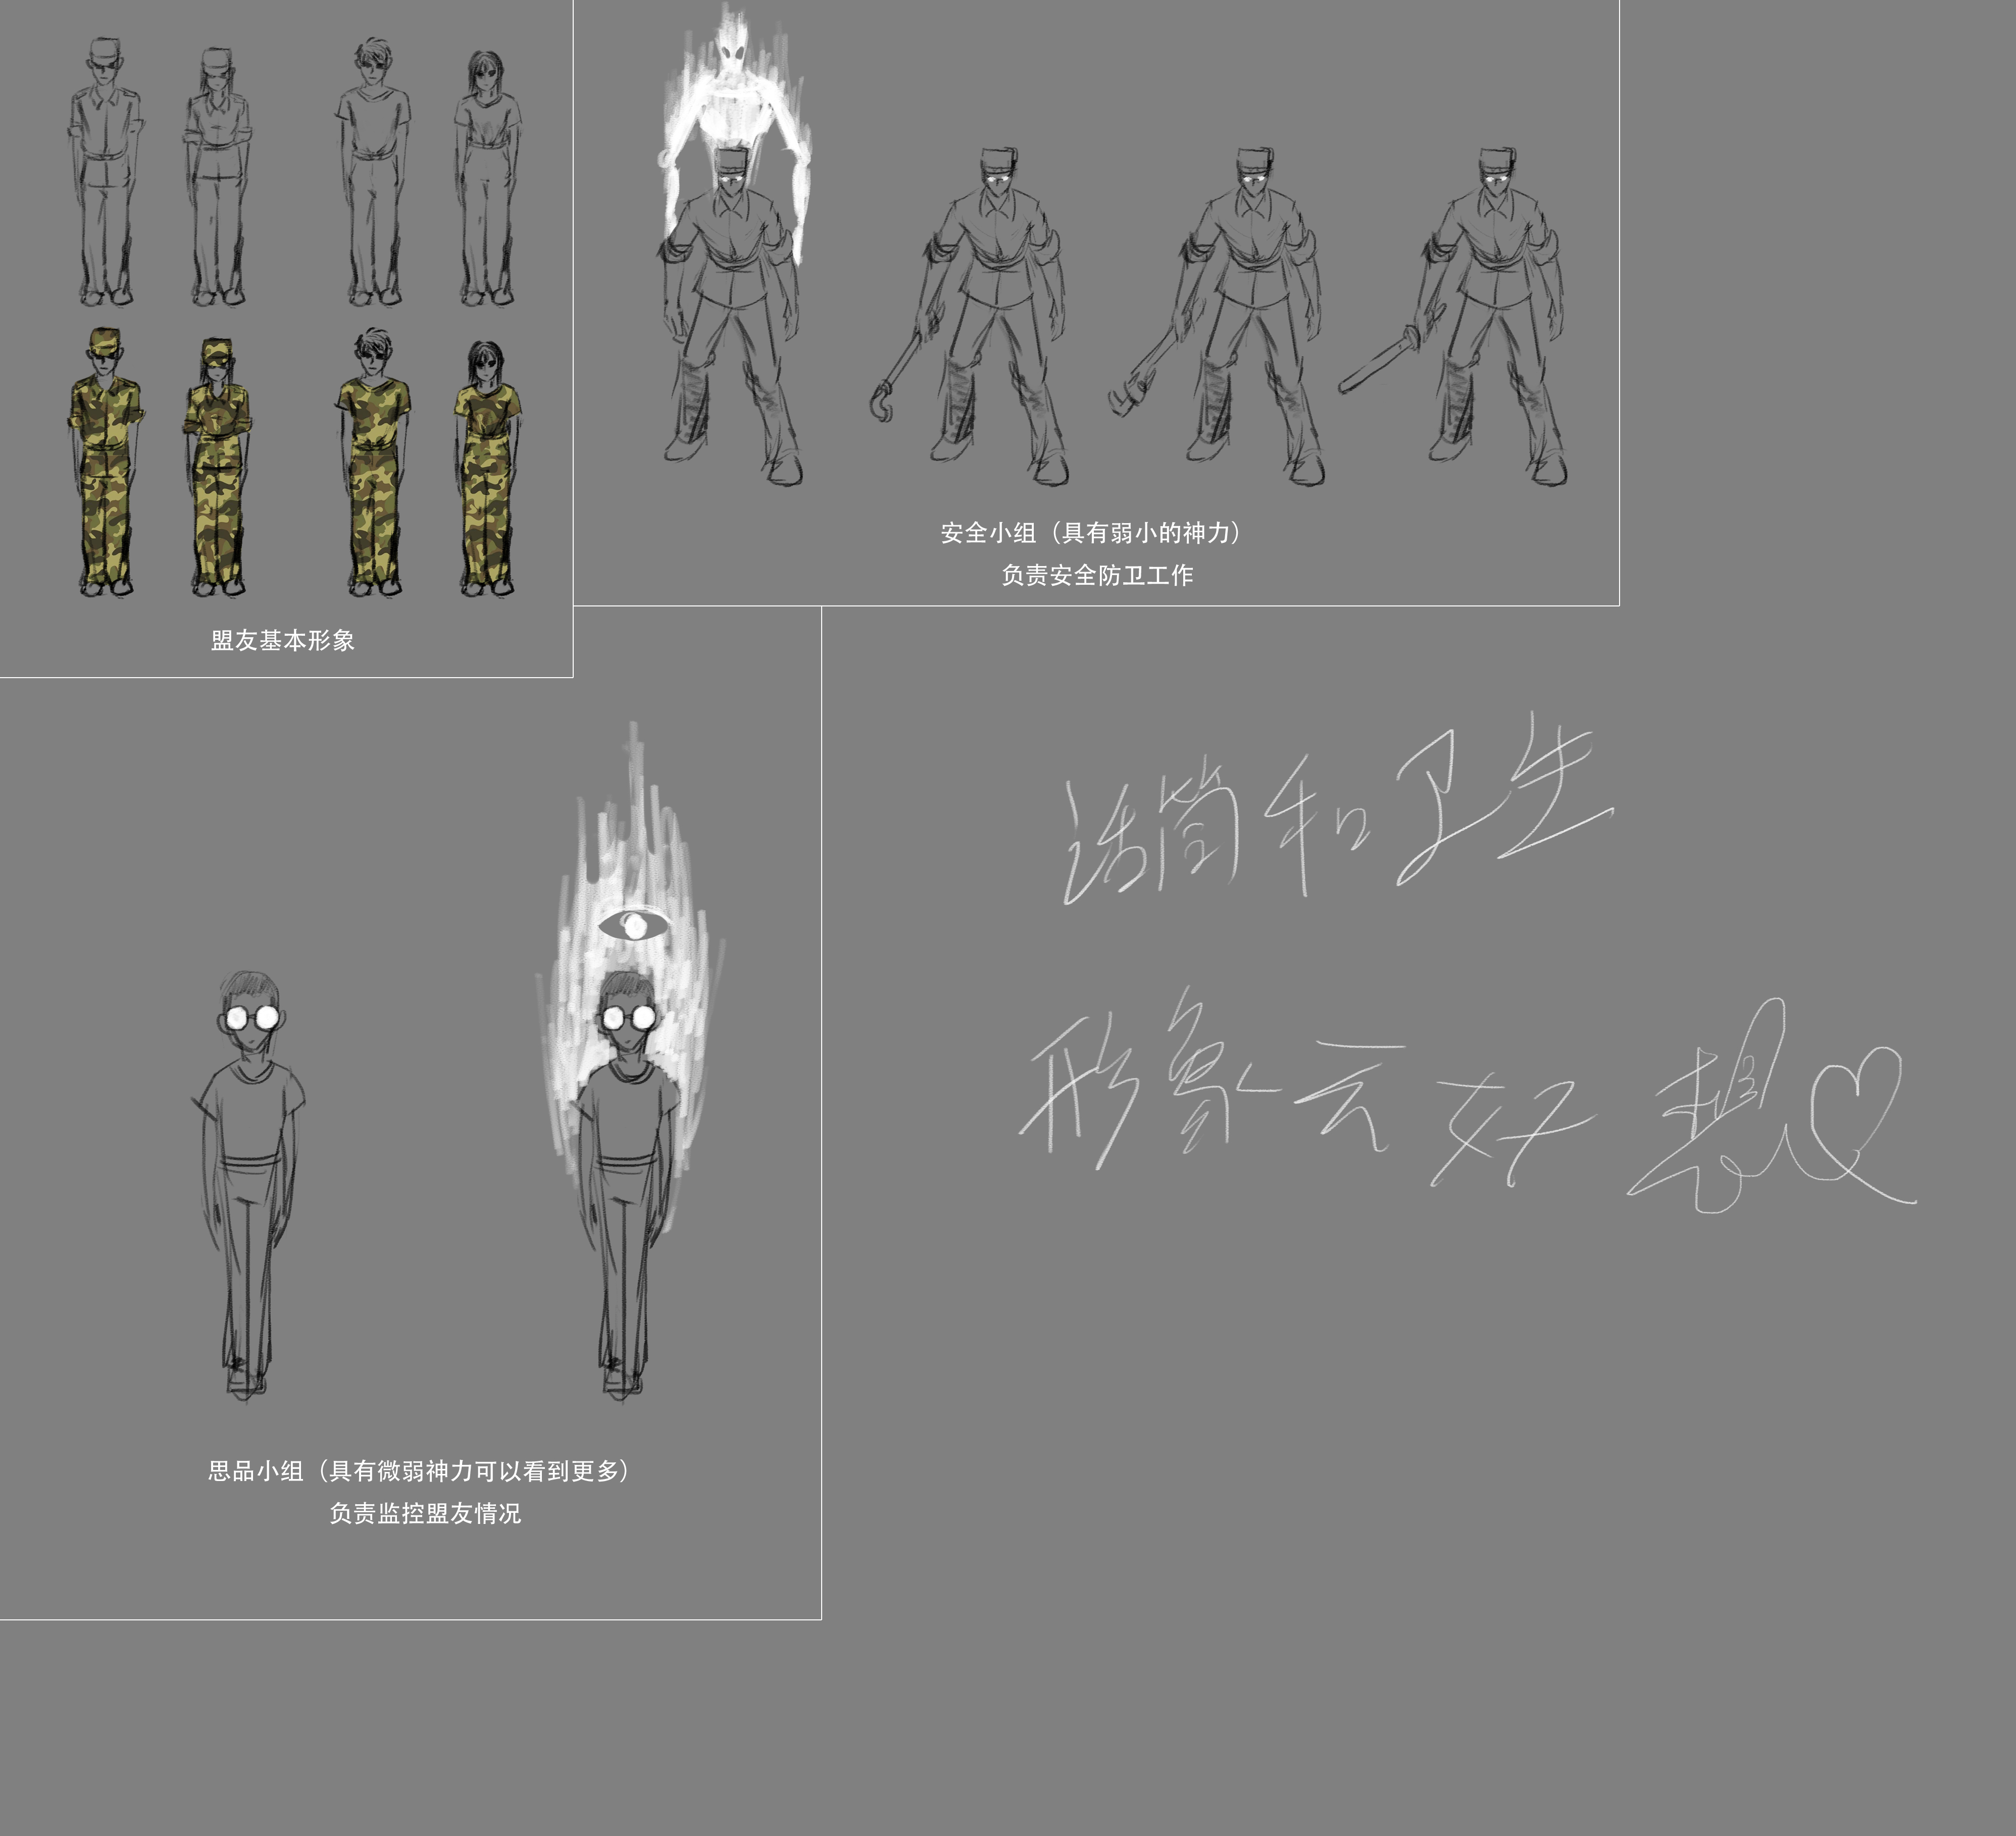 安全小组（具有弱小的神力）
负责安全防卫工作
盟友基本形象
话筒和卫生
形象
思品小组（具有微弱神力可以看到更多）
负责监控盟友情况